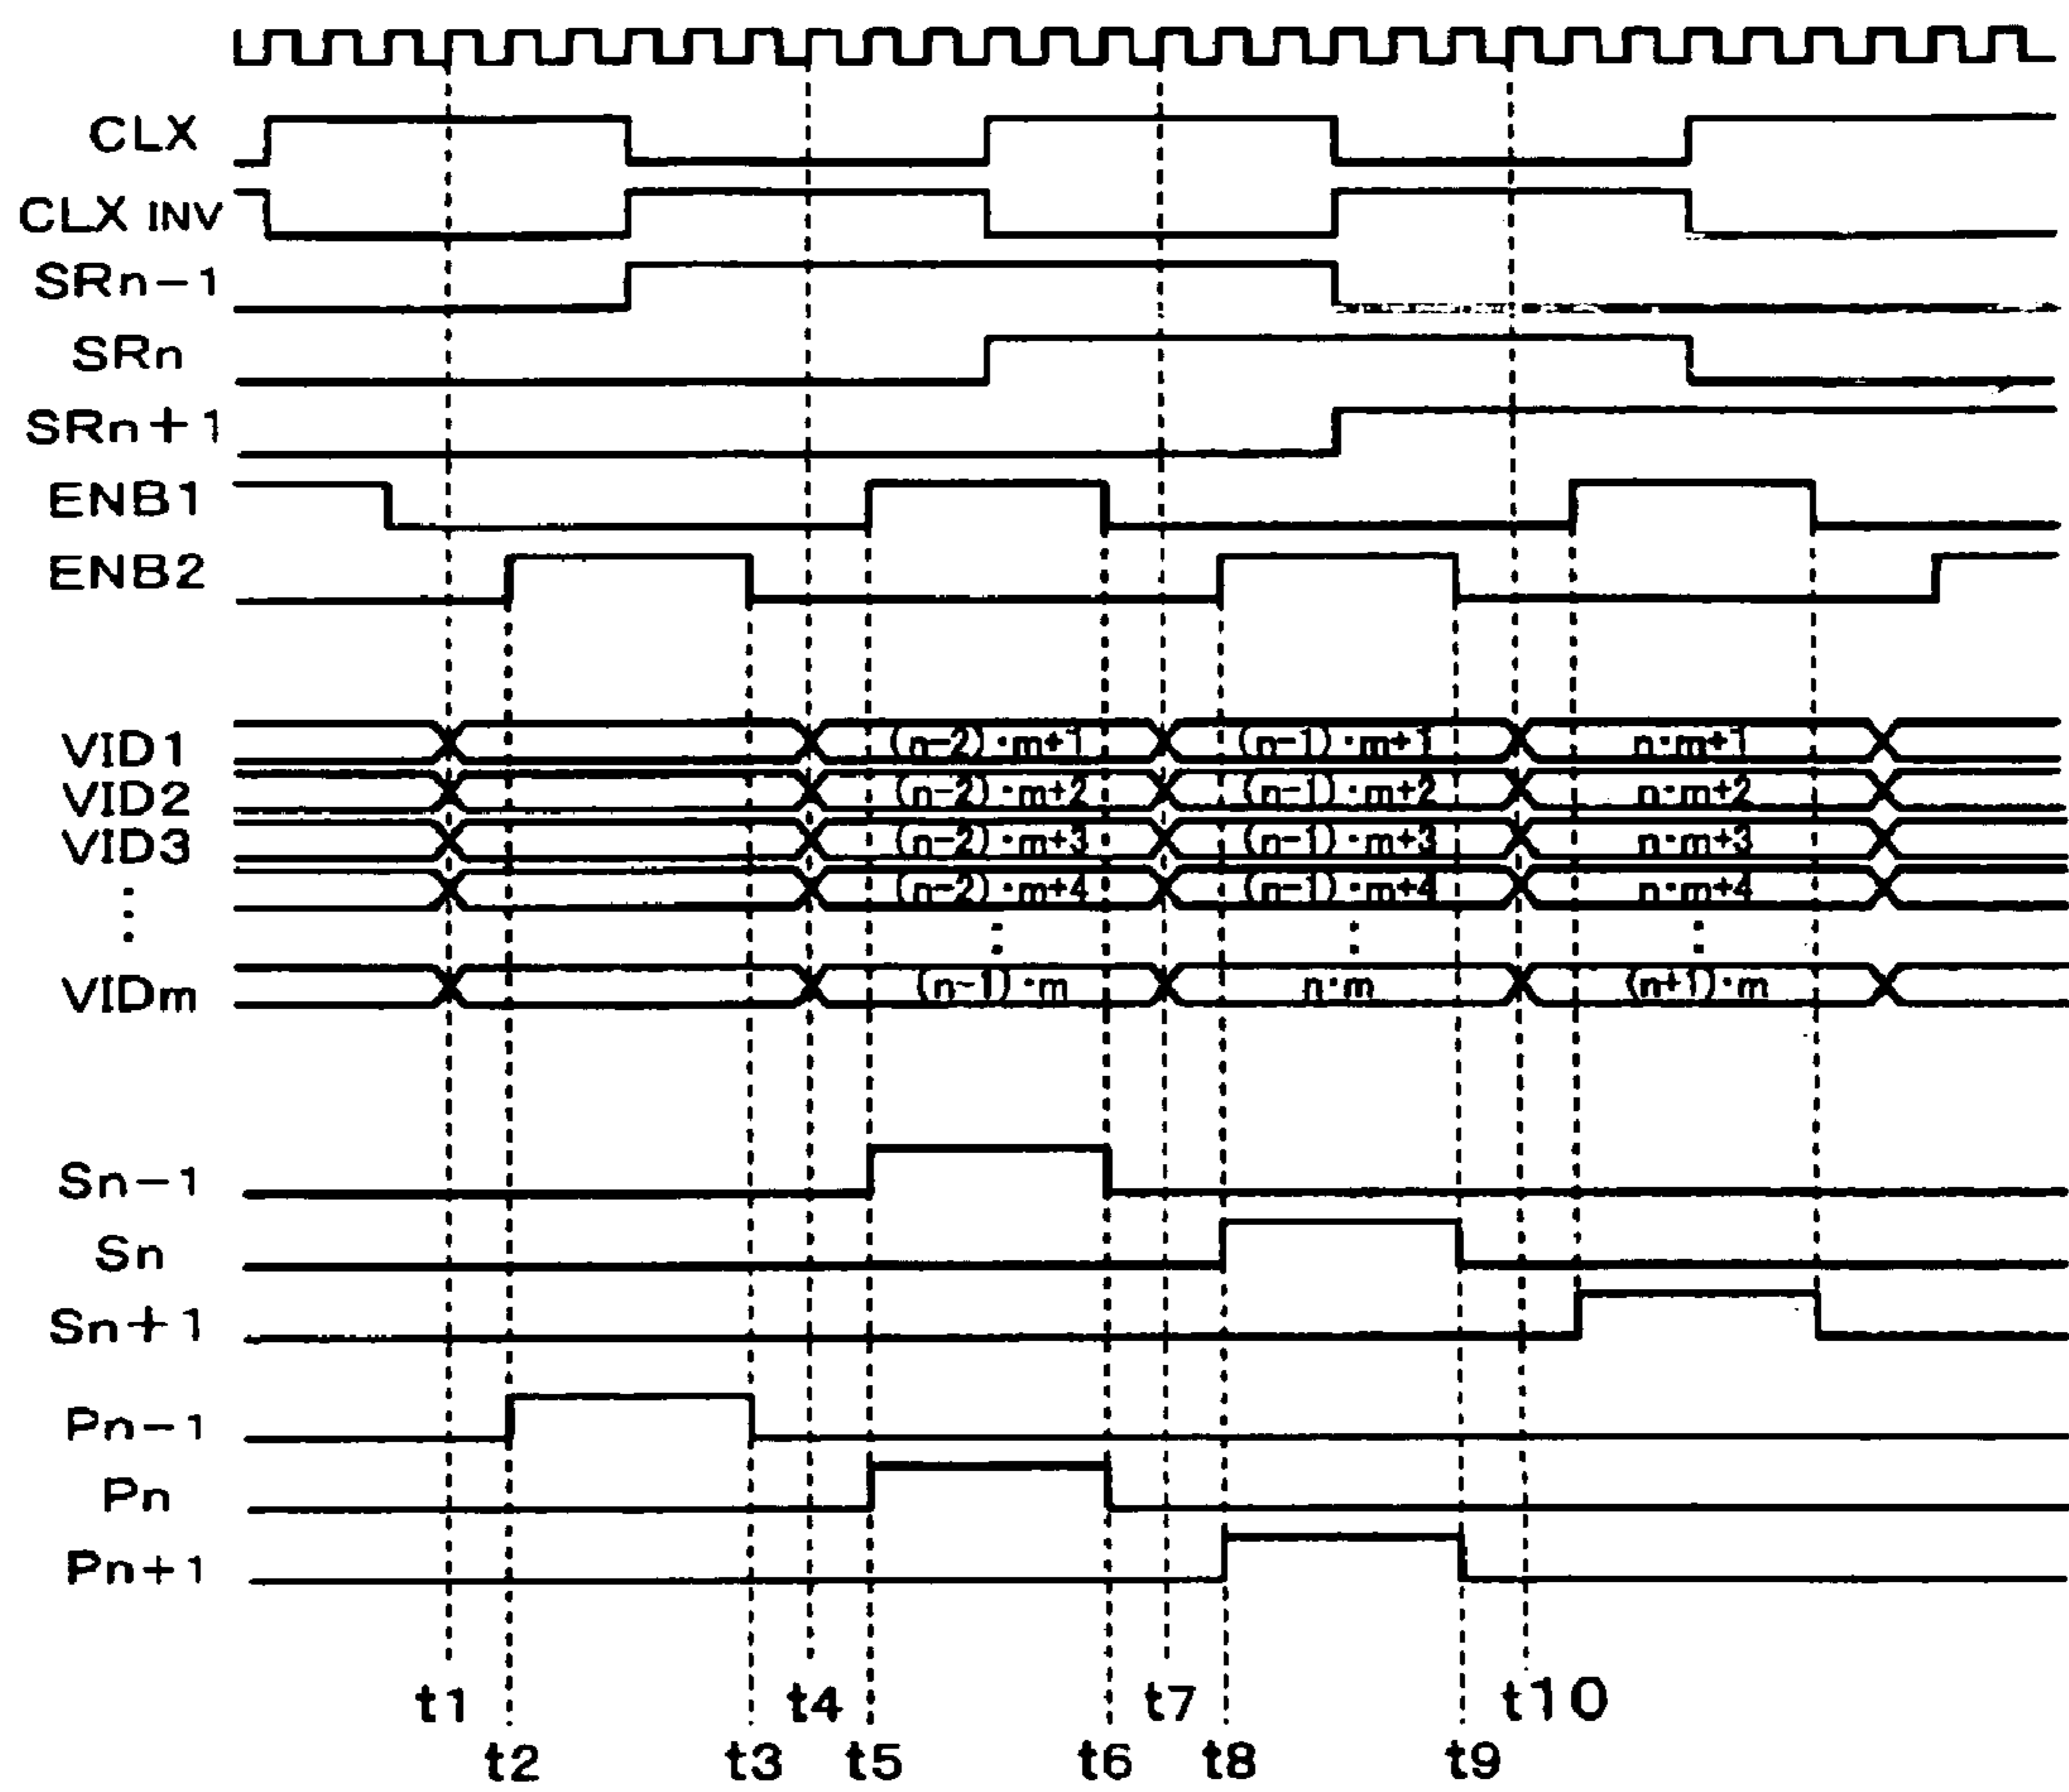 CLX
CLX INV
SRn-1
SRn
SRn+1
ENB1
ENB2
VID1 (n-2)·m+1 (n-1)·m+1 n·m+1
VID2 (n-2)·m+2 (n-1)·m+2 n·m+2
VID3 (n-2)·m+3 (n-1)·m+3 n·m+3
(n-2)·m+4 (n-1)·m+4 n·m+4
VIDm (n-1)·m n·m (n+1)·m
Sn-1
Sn
Sn+1
Pn-1
Pn
Pn+1
t1 t4 t7 t10
t2 t3 t5 t6 t8 t9